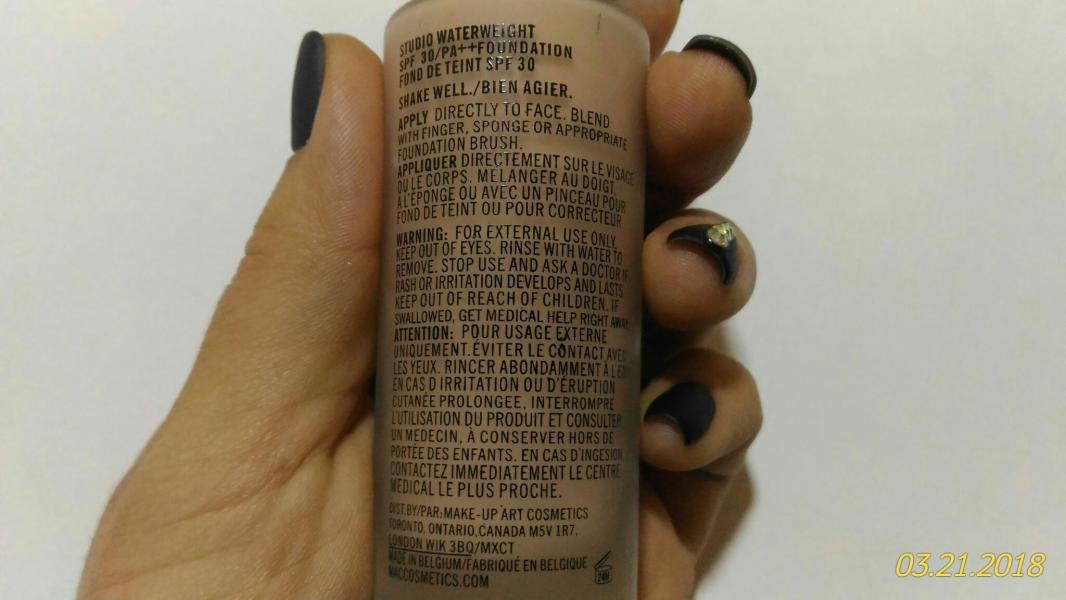 STUDIO WATERWEIGHT
SPF 30/PA++FOUNDATION
FOND DE TEINT SPF 30
SHAKE WELL./BIEN AGIER.
APPLY DIRECTLY TO FACE. BLEND
WITH FINGER, SPONGE OR APPROPRIATE
FOUNDATION BRUSH.
APPLIQUER DIRECTEMENT SUR LE VISAGE
OU LE CORPS. MÉLANGER AU DOIGT,
À L'ÉPONGE OU AVEC UN PINCEAU POUR
FOND DE TEINT OU POUR CORRECTEUR.
WARNING: FOR EXTERNAL USE ONLY.
KEEP OUT OF EYES. RINSE WITH WATER TO
REMOVE. STOP USE AND ASK A DOCTOR IF
RASH OR IRRITATION DEVELOPS AND LASTS.
KEEP OUT OF REACH OF CHILDREN. IF
SWALLOWED, GET MEDICAL HELP RIGHT AWAY.
ATTENTION: POUR USAGE EXTERNE
UNIQUEMENT.ÉVITER LE CONTACT AVEC
LES YEUX. RINCER ABONDAMMENT À
EN CAS D IRRITATION OU D'ÉRUPTION
CUTANÉE PROLONGÉE, INTERROMPRE
L'UTILISATION DU PRODUIT ET CONSULTER
UN MEDECIN, À CONSERVER HORS DE
PORTÉE DES ENFANTS. EN CAS D'INGESION
CONTACTEZ IMMEDIATEMENT LE CENTRE
MEDICAL LE PLUS PROCHE.
DIST BY/PAR:MAKE-UP ART COSMETICS
TORONTO, ONTARIO,CANADA M5V 1R7,
LONDON WIK 3BQ/MXCT
MADE IN BELGIUM/FABRIQUÉ EN BELGIQUE
MACCOSMETICS.COM
24M
03.21.2018